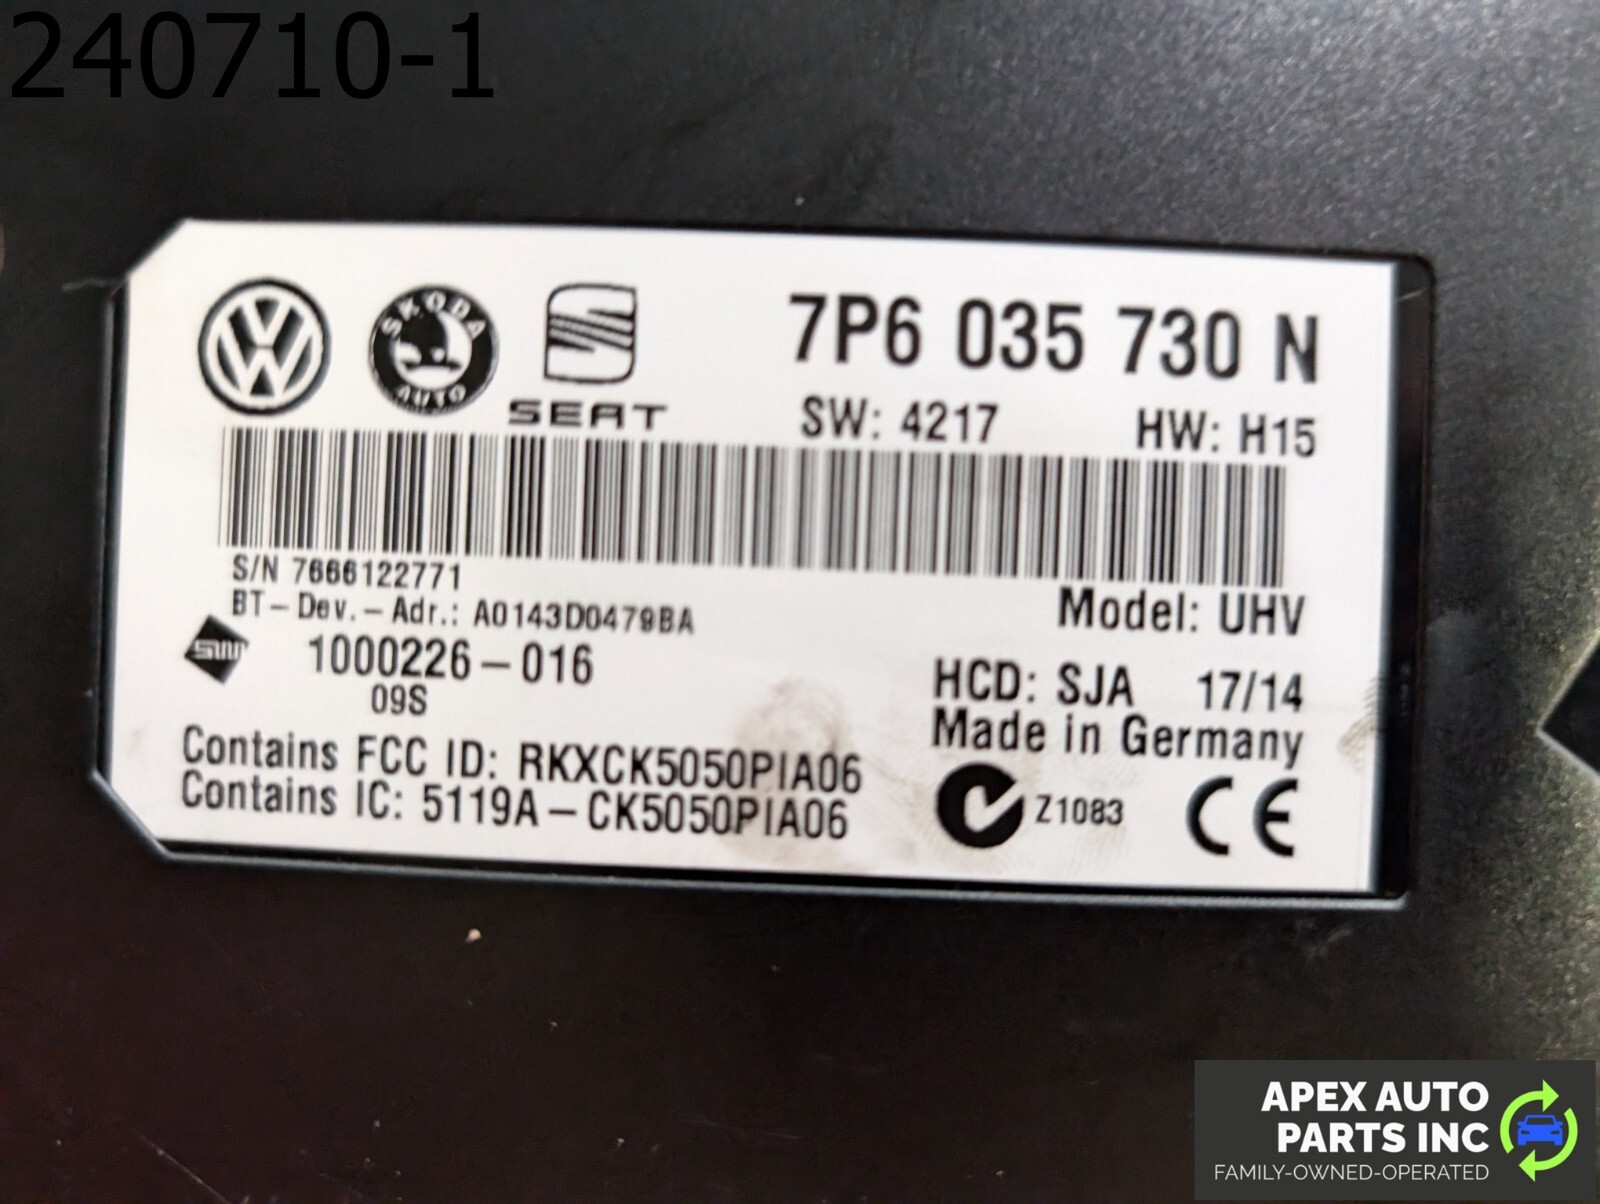 240710-1
ŠKODA
AUTO
SEAT
7P6 035 730 N
SW: 4217 HW: H15
S/N 7666122771
BT-Dev.-Adr.: A0143D0479BA
Model: UHV
SW
1000226-016
09S
HCD: SJA 17/14
Made in Germany
Contains FCC ID: RKXCK5050PIA06
Contains IC: 5119A-CK5050PIA06
Z1083
CE
APEX AUTO
PARTS INC
FAMILY-OWNED-OPERATED